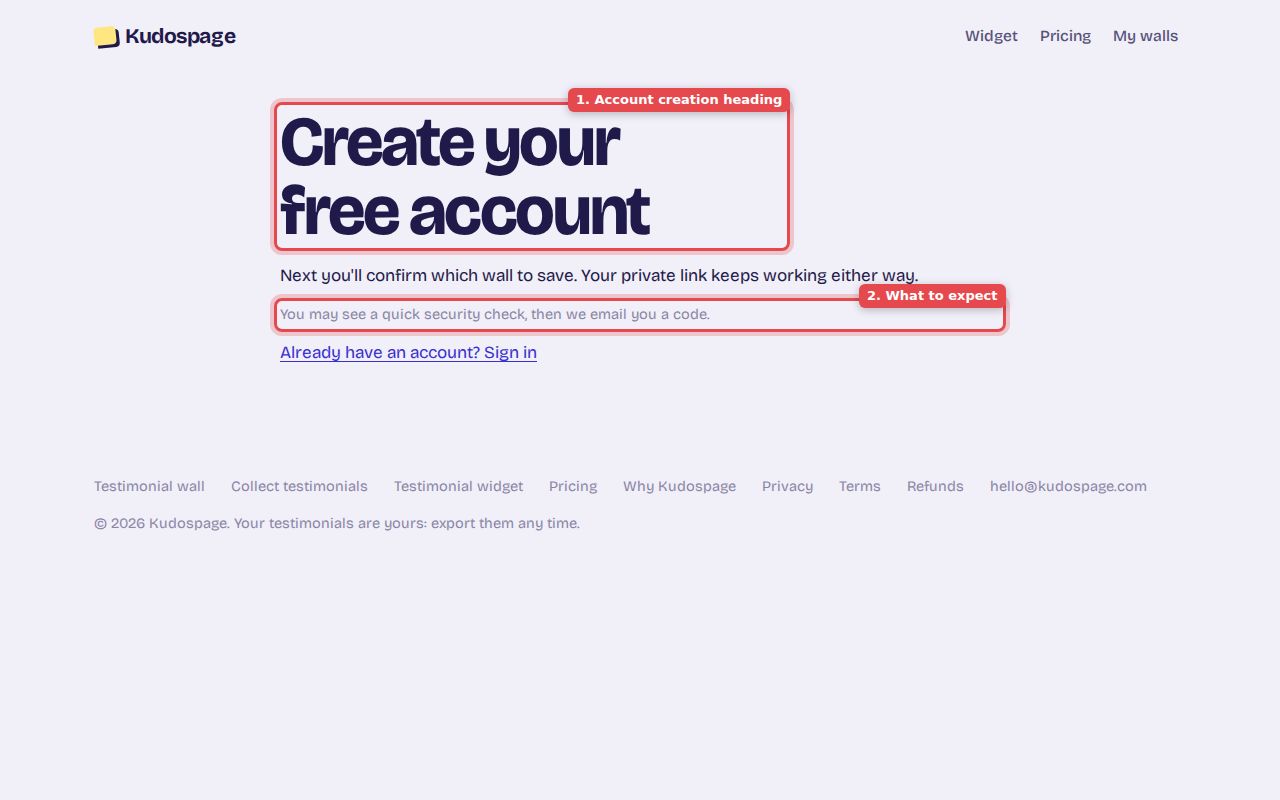 Kudospage
Widget
Pricing
My walls
1. Account creation heading
Create your
free account
Next you'll confirm which wall to save. Your private link keeps working either way.
2. What to expect
You may see a quick security check, then we email you a code.
Already have an account? Sign in
Testimonial wall
Collect testimonials
Testimonial widget
Pricing
Why Kudospage
Privacy
Terms
Refunds
hello@kudospage.com
© 2026 Kudospage. Your testimonials are yours: export them any time.